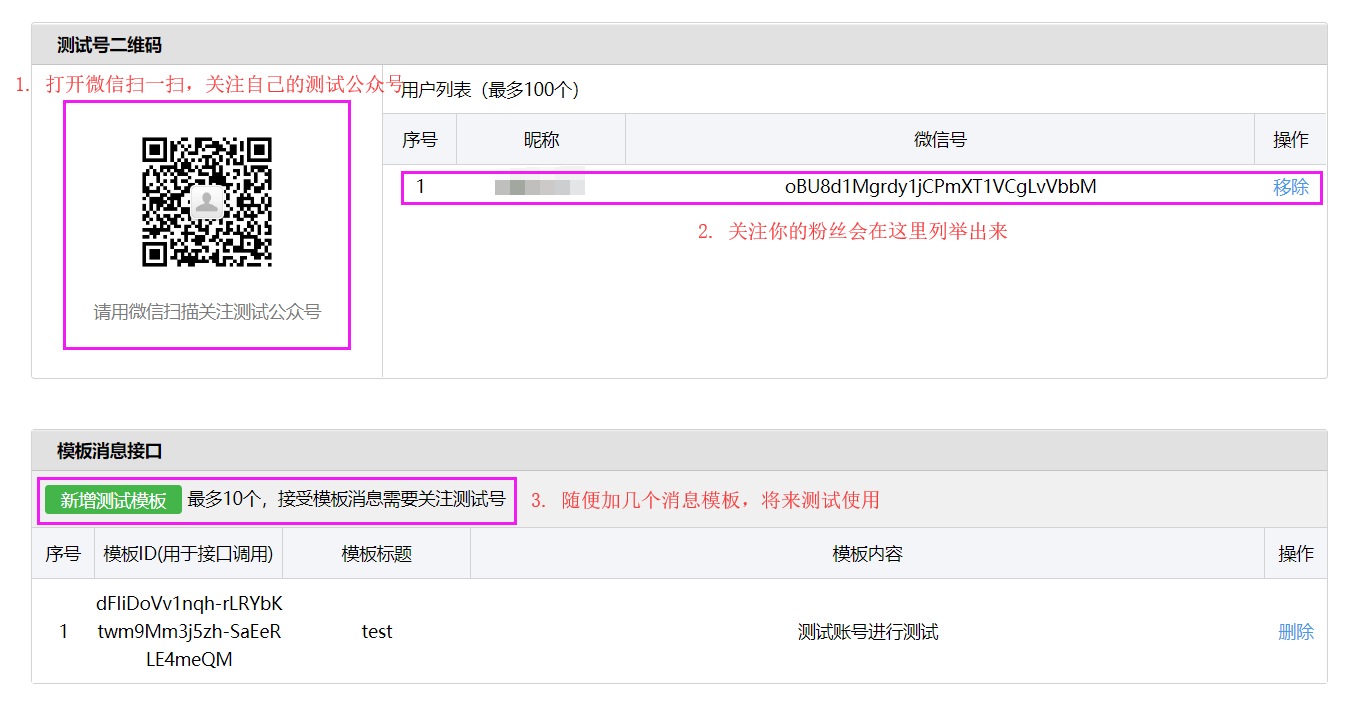 测试号二维码
1. 打开微信扫一扫，关注自己的测试公众号
用户列表（最多100个）
序号 昵称 微信号 操作
1 oBU8d1Mgrdy1jCPmXT1VCgLvVbbM 移除
2. 关注你的粉丝会在这里列举出来
请用微信扫描关注测试公众号
模板消息接口
新增测试模板 最多10个，接受模板消息需要关注测试号 3. 随便加几个消息模板，将来测试使用
序号 模板ID(用于接口调用) 模板标题 模板内容 操作
dFIiDoVv1nqh-rLRYbK
1 twm9Mm3j5zh-SaEeR test 测试账号进行测试 删除
LE4meQM